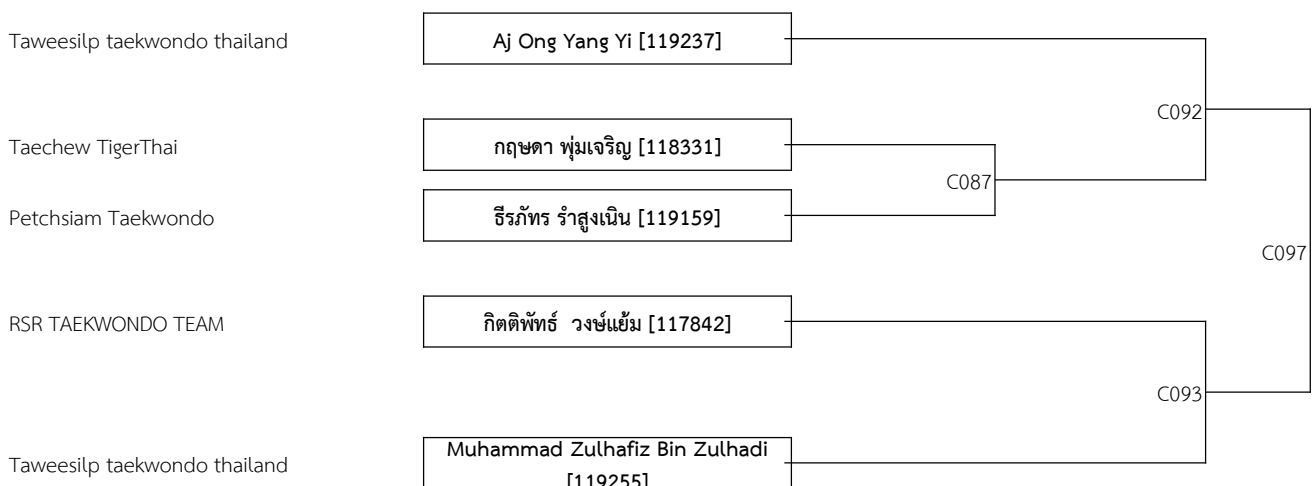 Taweesilp taekwondo thailand
Aj Ong Yang Yi [119237]
C092
Taechew TigerThai
กฤษดา พุ่มเจริญ [118331]
C087
Petchsiam Taekwondo
ธีรภัทร รำสูงเนิน [119159]
C097
RSR TAEKWONDO TEAM
กิตติพัทธ์ วงษ์แย้ม [117842]
C093
Taweesilp taekwondo thailand
Muhammad Zulhafiz Bin Zulhadi
[119255]